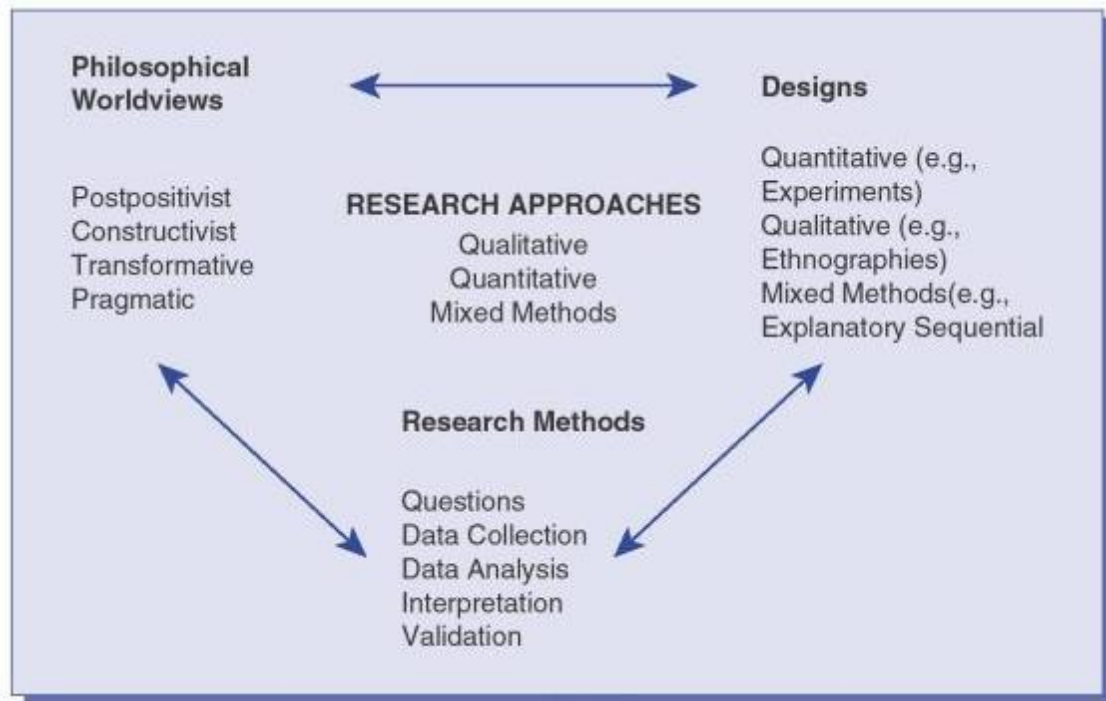 Philosophical
Worldviews
Postpositivist
Constructivist
Transformative
Pragmatic
RESEARCH APPROACHES
Qualitative
Quantitative
Mixed Methods
Designs
Quantitative (e.g.,
Experiments)
Qualitative (e.g.,
Ethnographies)
Mixed Methods(e.g.,
Explanatory Sequential
Research Methods
Questions
Data Collection
Data Analysis
Interpretation
Validation